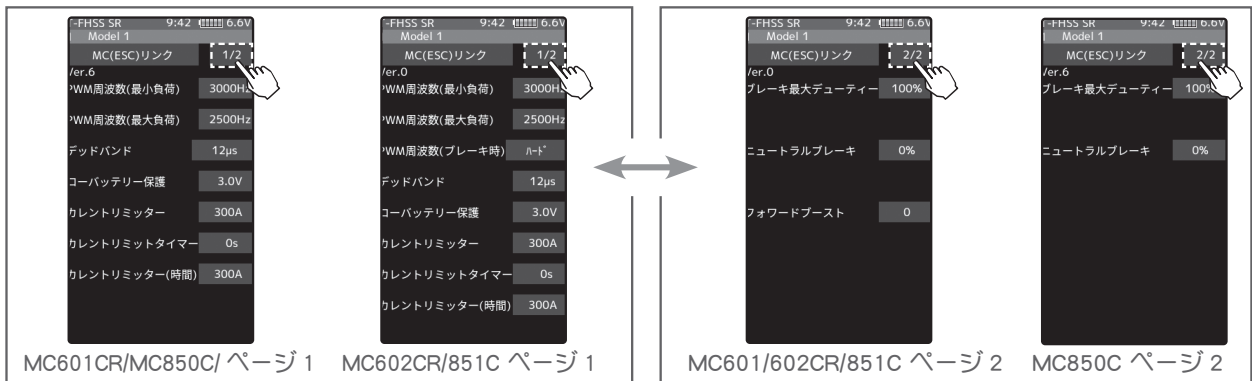 -FHSS SR 9:42 6.6V
Model 1
MC(ESC)リンク 1/2
Ver.6
PWM周波数(最小負荷) 3000Hz
PWM周波数(最大負荷) 2500Hz
デッドバンド 12μs
ローバッテリー保護 3.0V
カレントリミッター 300A
カレントリミットタイマー 0s
カレントリミッター(時間) 300A
MC601CR/MC850C/ ページ 1
-FHSS SR 9:42 6.6V
Model 1
MC(ESC)リンク 1/2
Ver.0
PWM周波数(最小負荷) 3000H
PWM周波数(最大負荷) 2500Hz
PWM周波数(ブレーキ時) ハード
デッドバンド 12μs
ローバッテリー保護 3.0V
カレントリミッター 300A
カレントリミットタイマー 0s
カレントリミッター(時間) 300A
MC602CR/851C ページ 1
-FHSS SR 9:42 6.6V
Model 1
MC(ESC)リンク 2/2
Ver.0
ブレーキ最大デューティー 100%
ニュートラルブレーキ 0%
フォワードブースト 0
MC601/602CR/851C ページ 2
-FHSS SR 9:42 6.6V
Model 1
MC(ESC)リンク 2/2
Ver.6
ブレーキ最大デューティー 100%
ニュートラルブレーキ 0%
MC850C ページ 2